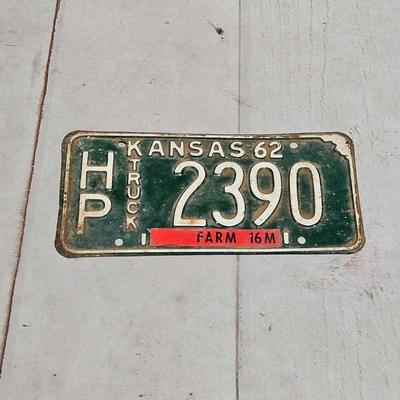 KANSAS 62
HP TRUCK 2390
FARM 16M